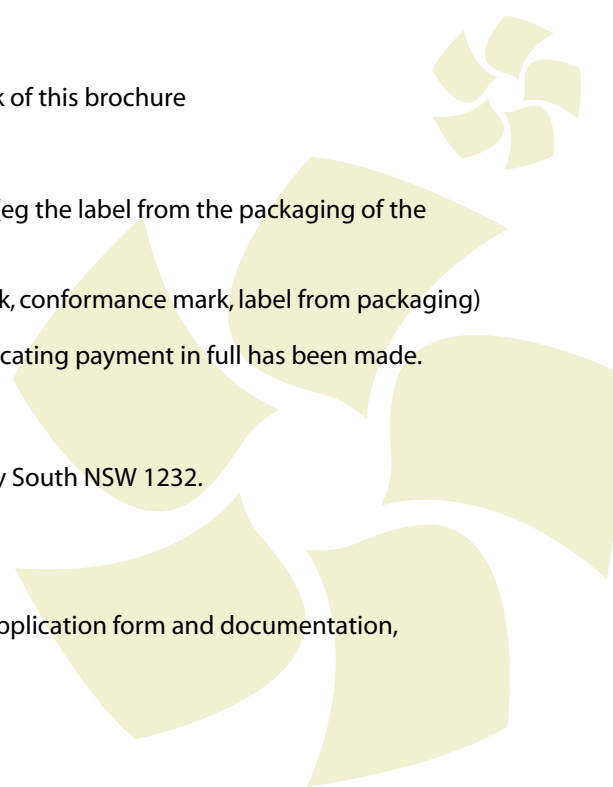 k of this brochure
eg the label from the packaging of the
k, conformance mark, label from packaging)
cating payment in full has been made.
y South NSW 1232.
pplication form and documentation,